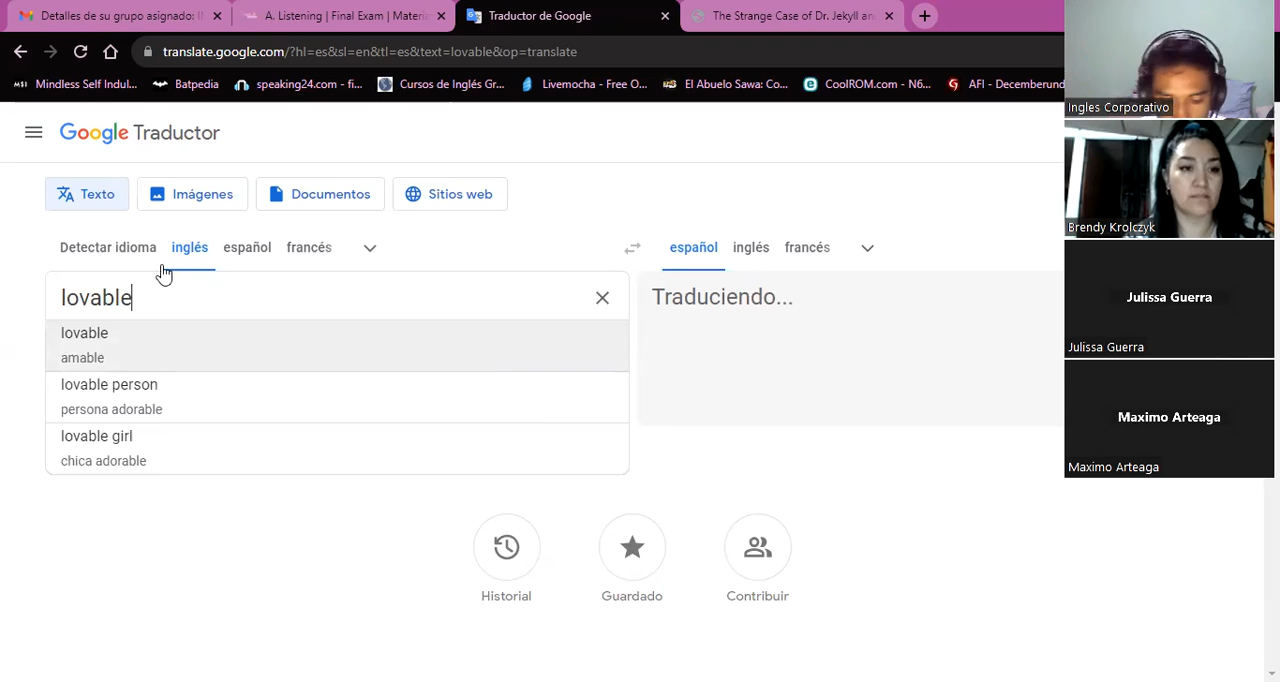 Detalles de su grupo asignado: I
A. Listening | Final Exam | Materi
Traductor de Google
The Strange Case of Dr. Jekyll an
translate.google.com/?hl=es&sl=en&tl=es&text=lovable&op=translate
Mindless Self Indul...
Batpedia
speaking24.com - fi...
Cursos de Inglés Gr...
Livemocha - Free O...
El Abuelo Sawa: Co...
CoolROM.com - N6...
AFI - Decemberund
Google Traductor
Texto
Imágenes
Documentos
Sitios web
Detectar idioma
inglés
español
francés
español
inglés
francés
lovable
Traduciendo...
lovable
amable
lovable person
persona adorable
lovable girl
chica adorable
Historial
Guardado
Contribuir
Ingles Corporativo
Brendy Krolczyk
Julissa Guerra
Julissa Guerra
Maximo Arteaga
Maximo Arteaga